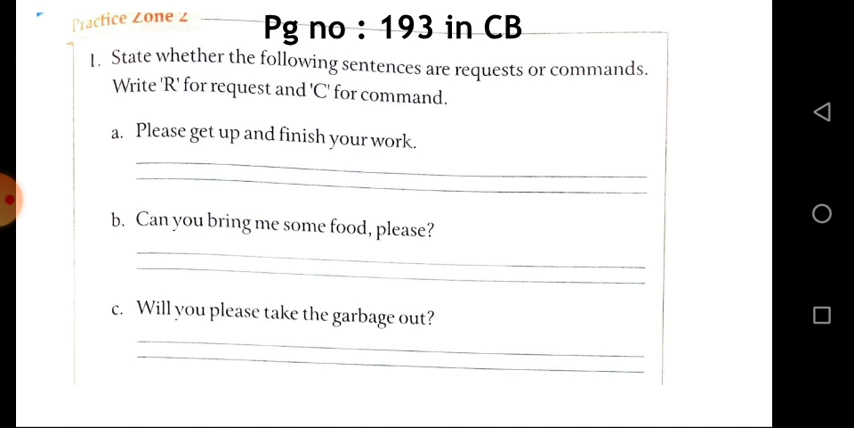 Practice Zone 2
Pg no : 193 in CB
1. State whether the following sentences are requests or commands.
Write 'R' for request and 'C' for command.
a. Please get up and finish your work.
b. Can you bring me some food, please?
c. Will you please take the garbage out?